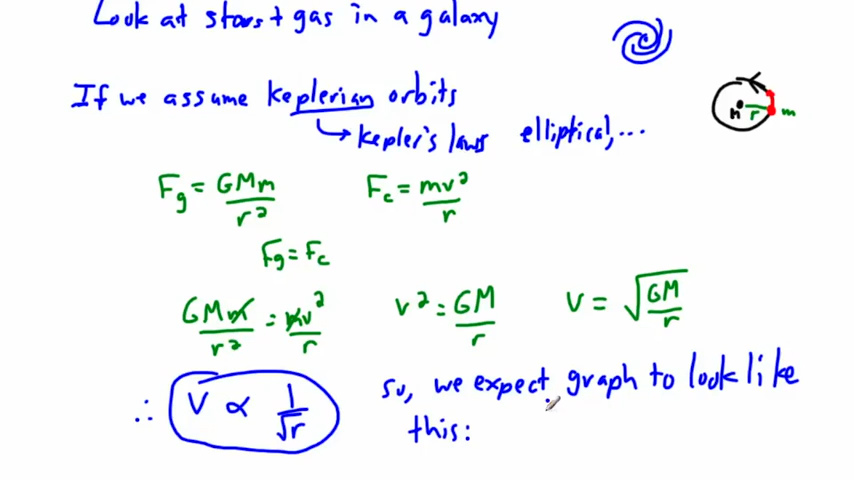 Look at stars + gas in a galaxy
If we assume keplerian orbits
M r m
↳ Kepler's laws elliptical, ...
Fg = GMm/r² Fc = mv²/r
Fg = Fc
GMm/r² = mv²/r v² = GM/r v = √(GM/r)
∴ V ∝ 1/√r so, we expect graph to look like
this: